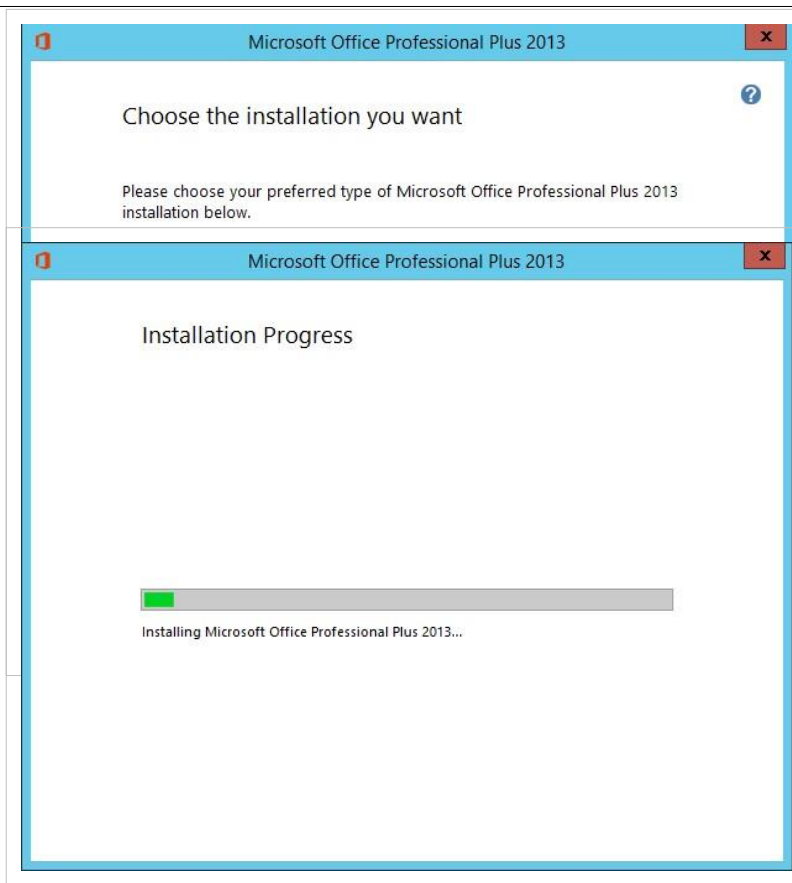 Microsoft Office Professional Plus 2013
x
?
Choose the installation you want
Please choose your preferred type of Microsoft Office Professional Plus 2013
installation below.
Microsoft Office Professional Plus 2013
x
Installation Progress
Installing Microsoft Office Professional Plus 2013...